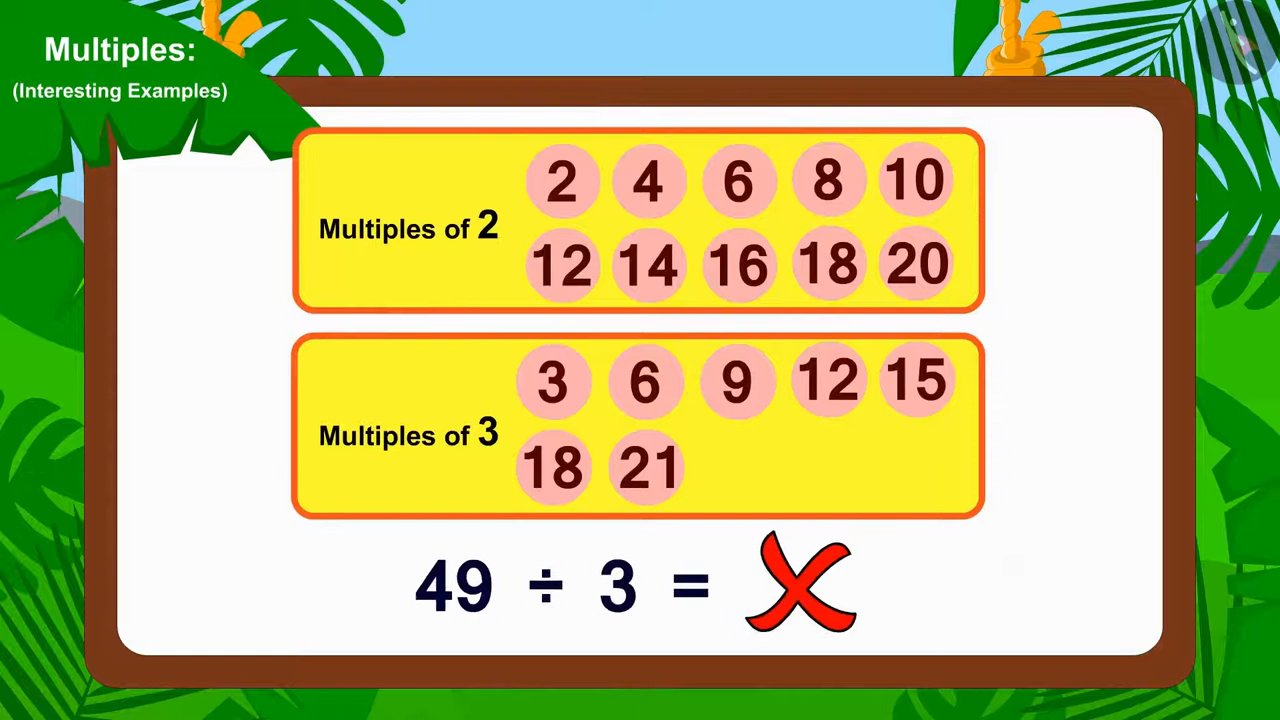 Multiples:
(Interesting Examples)
Multiples of 2
2 4 6 8 10
12 14 16 18 20
Multiples of 3
3 6 9 12 15
18 21
49 ÷ 3 =